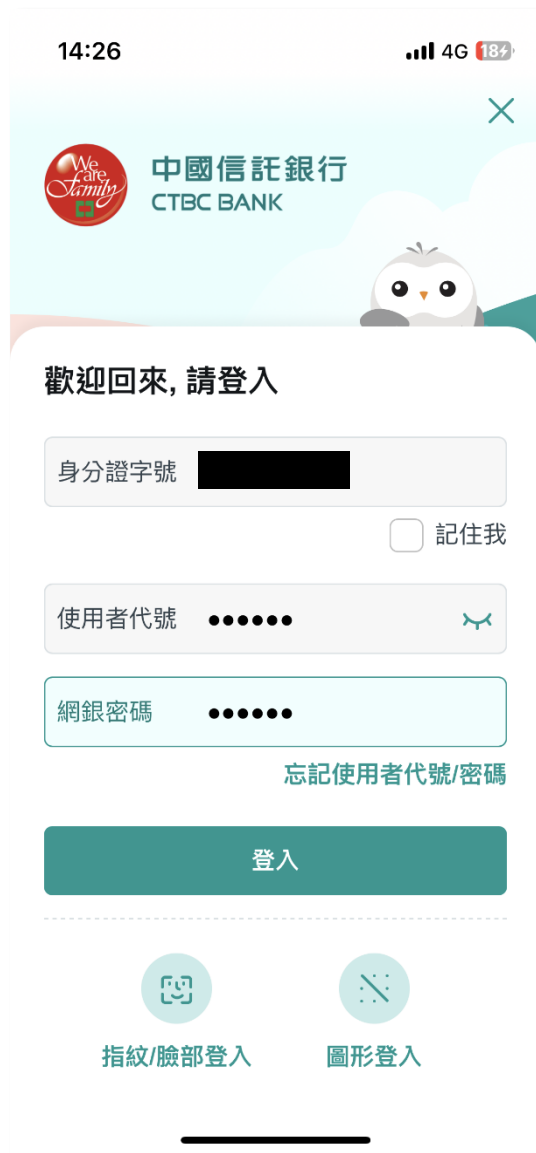 14:26
4G 18
We are Family
中國信託銀行
CTBC BANK
歡迎回來, 請登入
身分證字號
記住我
使用者代號 ••••••
網銀密碼 ••••••
忘記使用者代號/密碼
登入
指紋/臉部登入
圖形登入